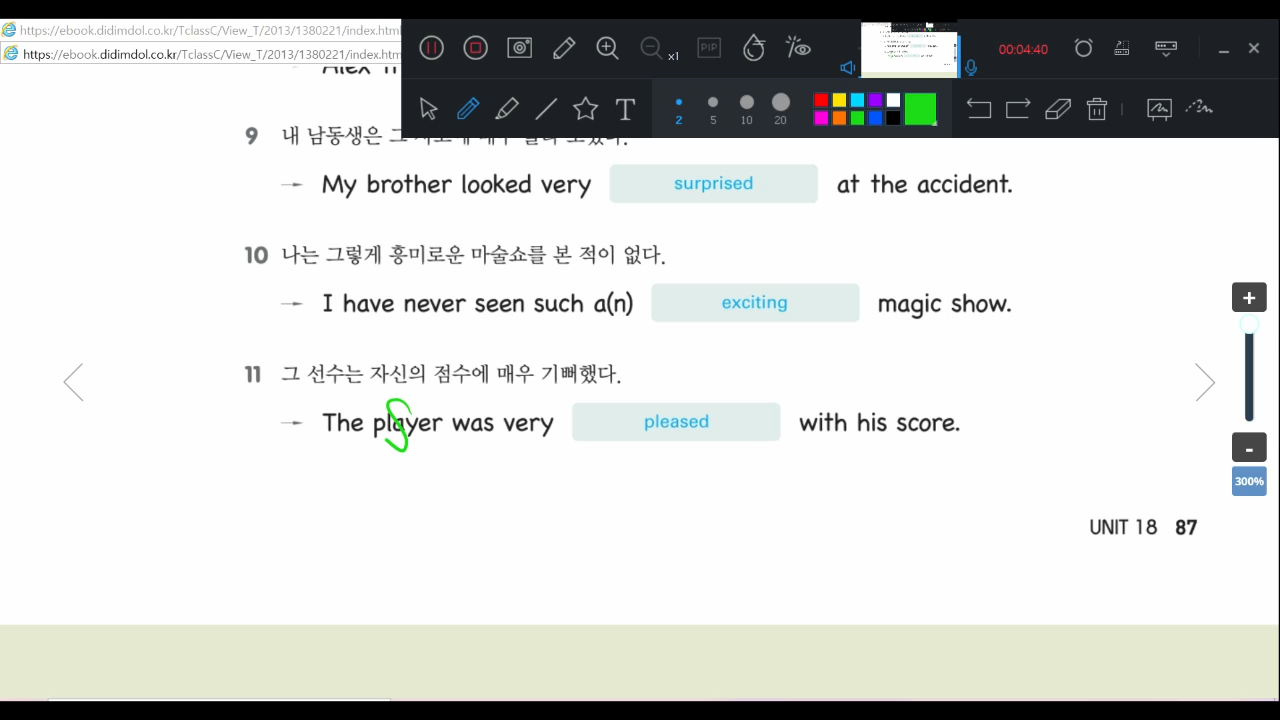 https://ebook.didimdol.co.kr/TclassC/View_T/2013/1380221/index.html
https://ebook.didimdol.co.kr/TclassC/View_T/2013/1380221/index.htm
PIP
x1
00:04:40
T
2 5 10 20
Alex
9 내 남동생은 그
→ My brother looked very surprised at the accident.
10 나는 그렇게 흥미로운 마술쇼를 본 적이 없다.
→ I have never seen such a(n) exciting magic show.
11 그 선수는 자신의 점수에 매우 기뻐했다.
→ The player was very pleased with his score.
S
+
-
300%
UNIT 18 87